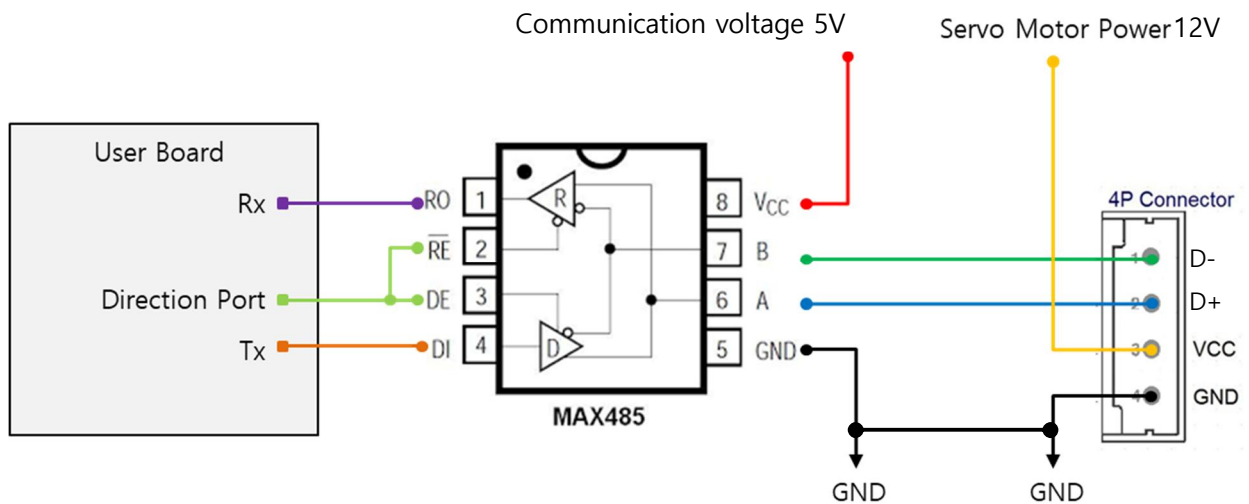 Communication voltage 5V
Servo Motor Power12V
User Board
Rx
Direction Port
Tx
RO
R̅E̅
DE
DI
1
2
3
4
R
D
8
7
6
5
VCC
B
A
GND
MAX485
4P Connector
1 D-
2 D+
3 VCC
4 GND
GND
GND